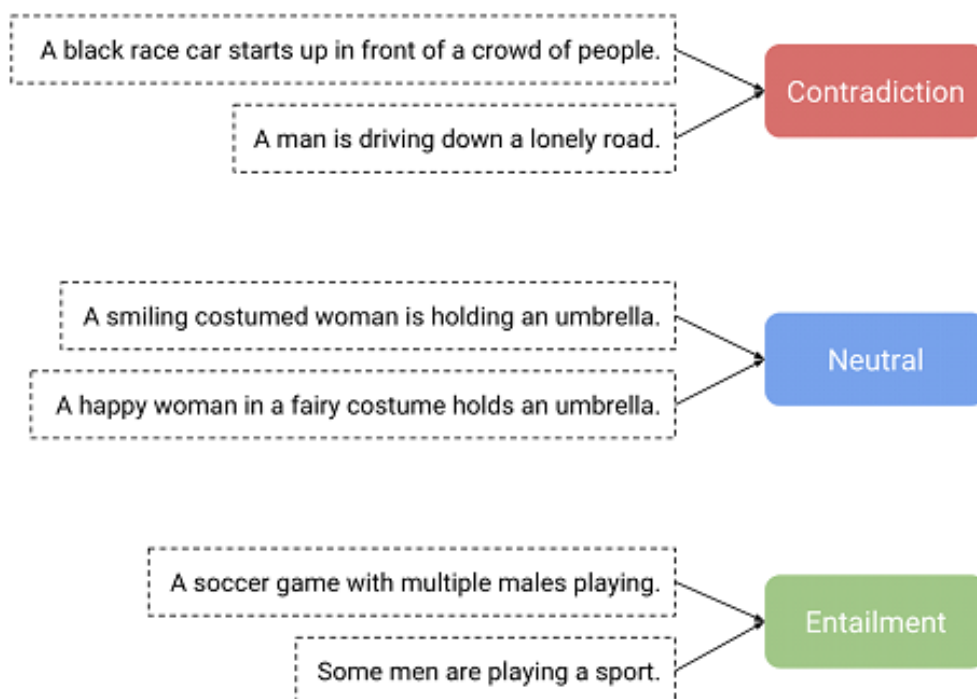 A black race car starts up in front of a crowd of people.
Contradiction
A man is driving down a lonely road.
A smiling costumed woman is holding an umbrella.
Neutral
A happy woman in a fairy costume holds an umbrella.
A soccer game with multiple males playing.
Entailment
Some men are playing a sport.